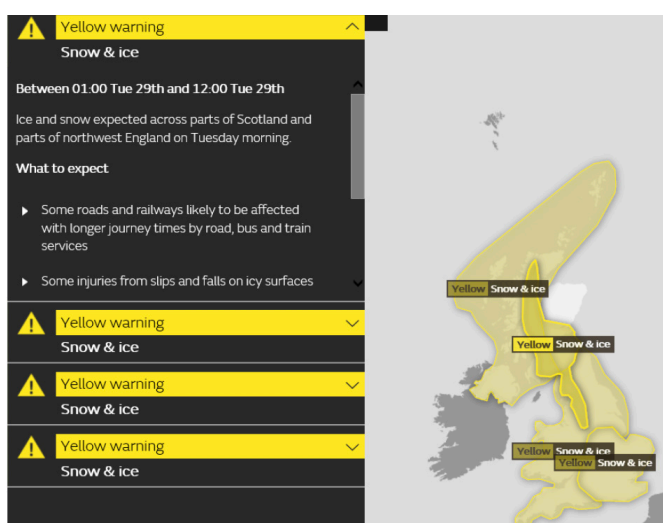 Yellow warning
Snow & ice
Between 01:00 Tue 29th and 12:00 Tue 29th
Ice and snow expected across parts of Scotland and
parts of northwest England on Tuesday morning.
What to expect
Some roads and railways likely to be affected
with longer journey times by road, bus and train
services
Some injuries from slips and falls on icy surfaces
Yellow warning
Snow & ice
Yellow warning
Snow & ice
Yellow warning
Snow & ice
Yellow Snow & ice
Yellow Snow & ice
Yellow Snow & ice
Yellow Snow & ice